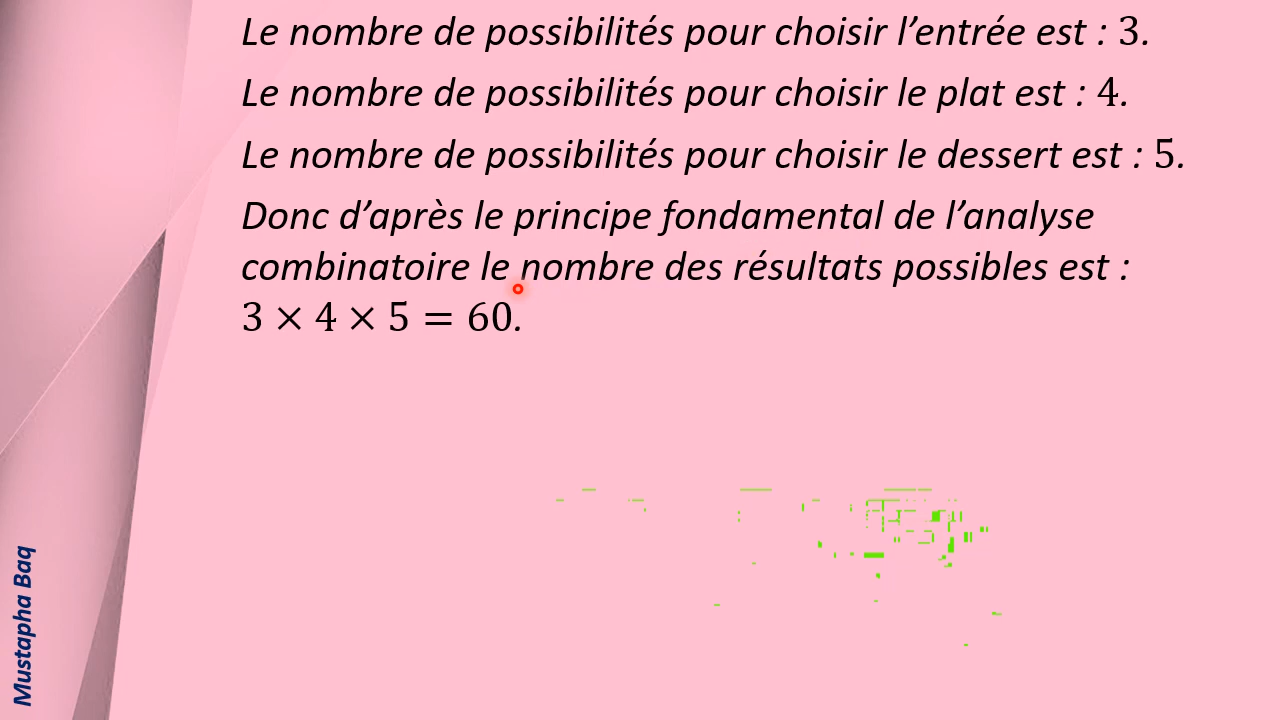 Le nombre de possibilités pour choisir l’entrée est : 3.
Le nombre de possibilités pour choisir le plat est : 4.
Le nombre de possibilités pour choisir le dessert est : 5.
Donc d’après le principe fondamental de l’analyse
combinatoire le nombre des résultats possibles est :
3 × 4 × 5 = 60.
Mustapha Baq